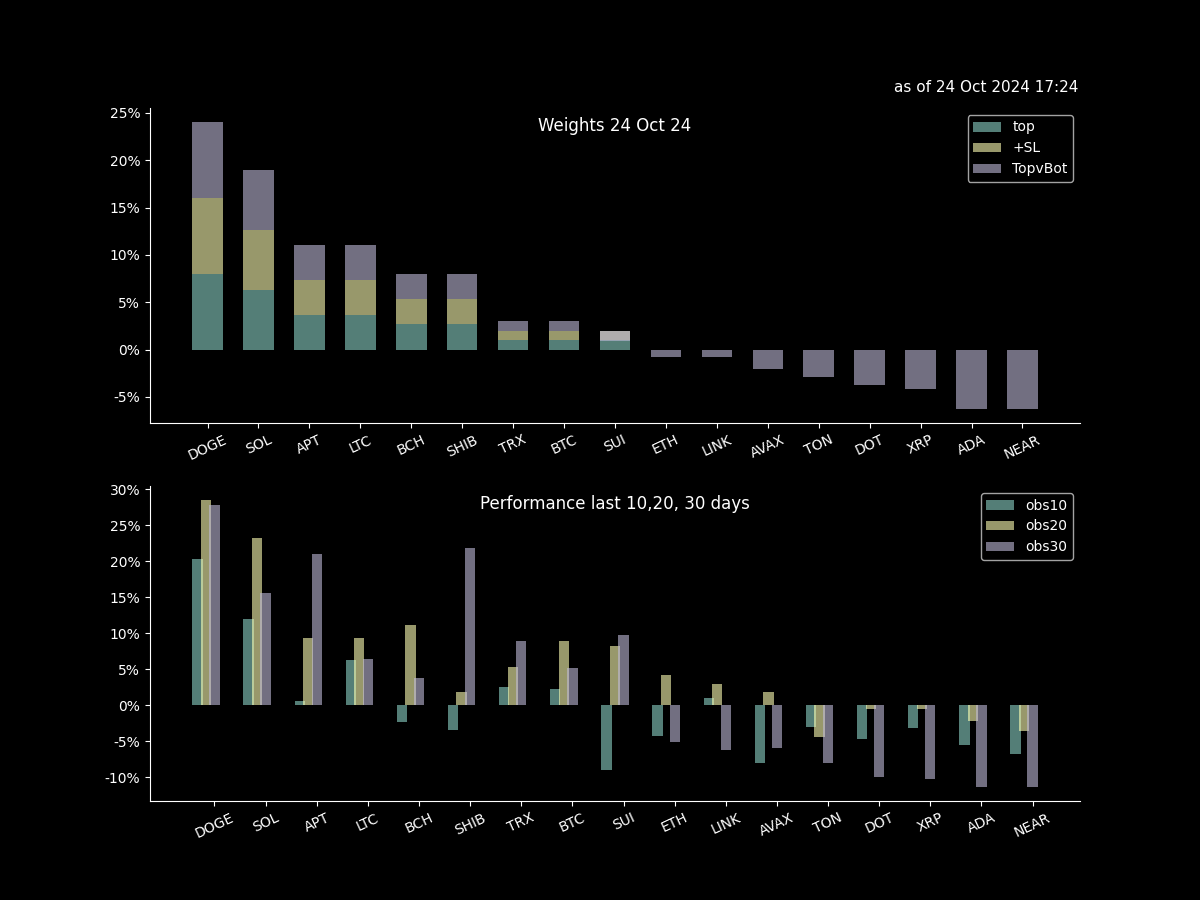 as of 24 Oct 2024 17:24
Weights 24 Oct 24
top
+SL
TopvBot
25%
20%
15%
10%
5%
0%
-5%
DOGE SOL APT LTC BCH SHIB TRX BTC SUI ETH LINK AVAX TON DOT XRP ADA NEAR
Performance last 10,20, 30 days
obs10
obs20
obs30
30%
25%
20%
15%
10%
5%
0%
-5%
-10%
DOGE SOL APT LTC BCH SHIB TRX BTC SUI ETH LINK AVAX TON DOT XRP ADA NEAR